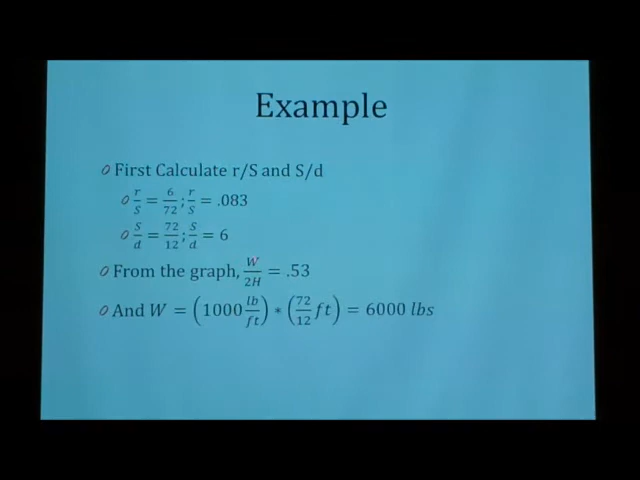 Example
First Calculate r/S and S/d
r/S = 6/72 ; r/S = .083
S/d = 72/12 ; S/d = 6
From the graph, W/2H = .53
And W = (1000 lb/ft) * (72/12 ft) = 6000 lbs